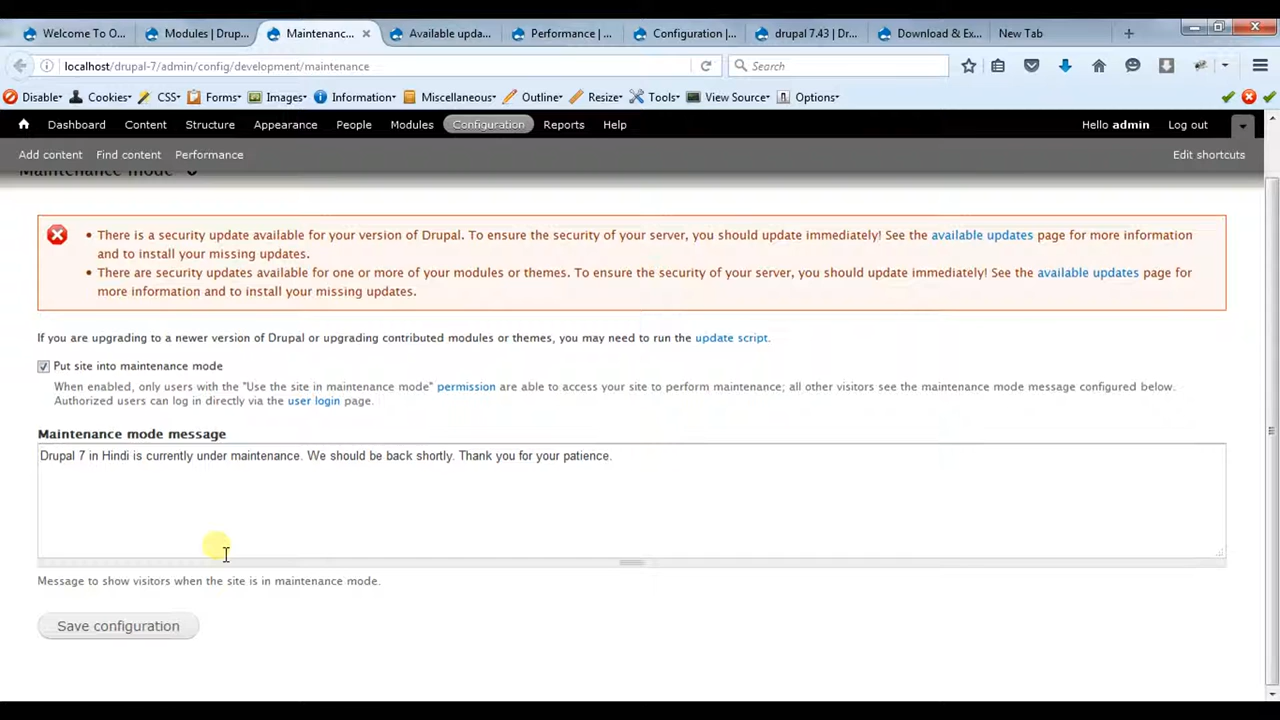 Welcome To O...
Modules | Drup...
Maintenanc...
Available upda...
Performance | ...
Configuration |...
drupal 7.43 | Dr...
Download & Ex...
New Tab
localhost/drupal-7/admin/config/development/maintenance
Search
Disable
Cookies
CSS
Forms
Images
Information
Miscellaneous
Outline
Resize
Tools
View Source
Options
Dashboard
Content
Structure
Appearance
People
Modules
Configuration
Reports
Help
Hello admin
Log out
Add content
Find content
Performance
Edit shortcuts
Maintenance mode
There is a security update available for your version of Drupal. To ensure the security of your server, you should update immediately! See the available updates page for more information
and to install your missing updates.
There are security updates available for one or more of your modules or themes. To ensure the security of your server, you should update immediately! See the available updates page for
more information and to install your missing updates.
If you are upgrading to a newer version of Drupal or upgrading contributed modules or themes, you may need to run the update script.
Put site into maintenance mode
When enabled, only users with the "Use the site in maintenance mode" permission are able to access your site to perform maintenance; all other visitors see the maintenance mode message configured below.
Authorized users can log in directly via the user login page.
Maintenance mode message
Drupal 7 in Hindi is currently under maintenance. We should be back shortly. Thank you for your patience.
Message to show visitors when the site is in maintenance mode.
Save configuration